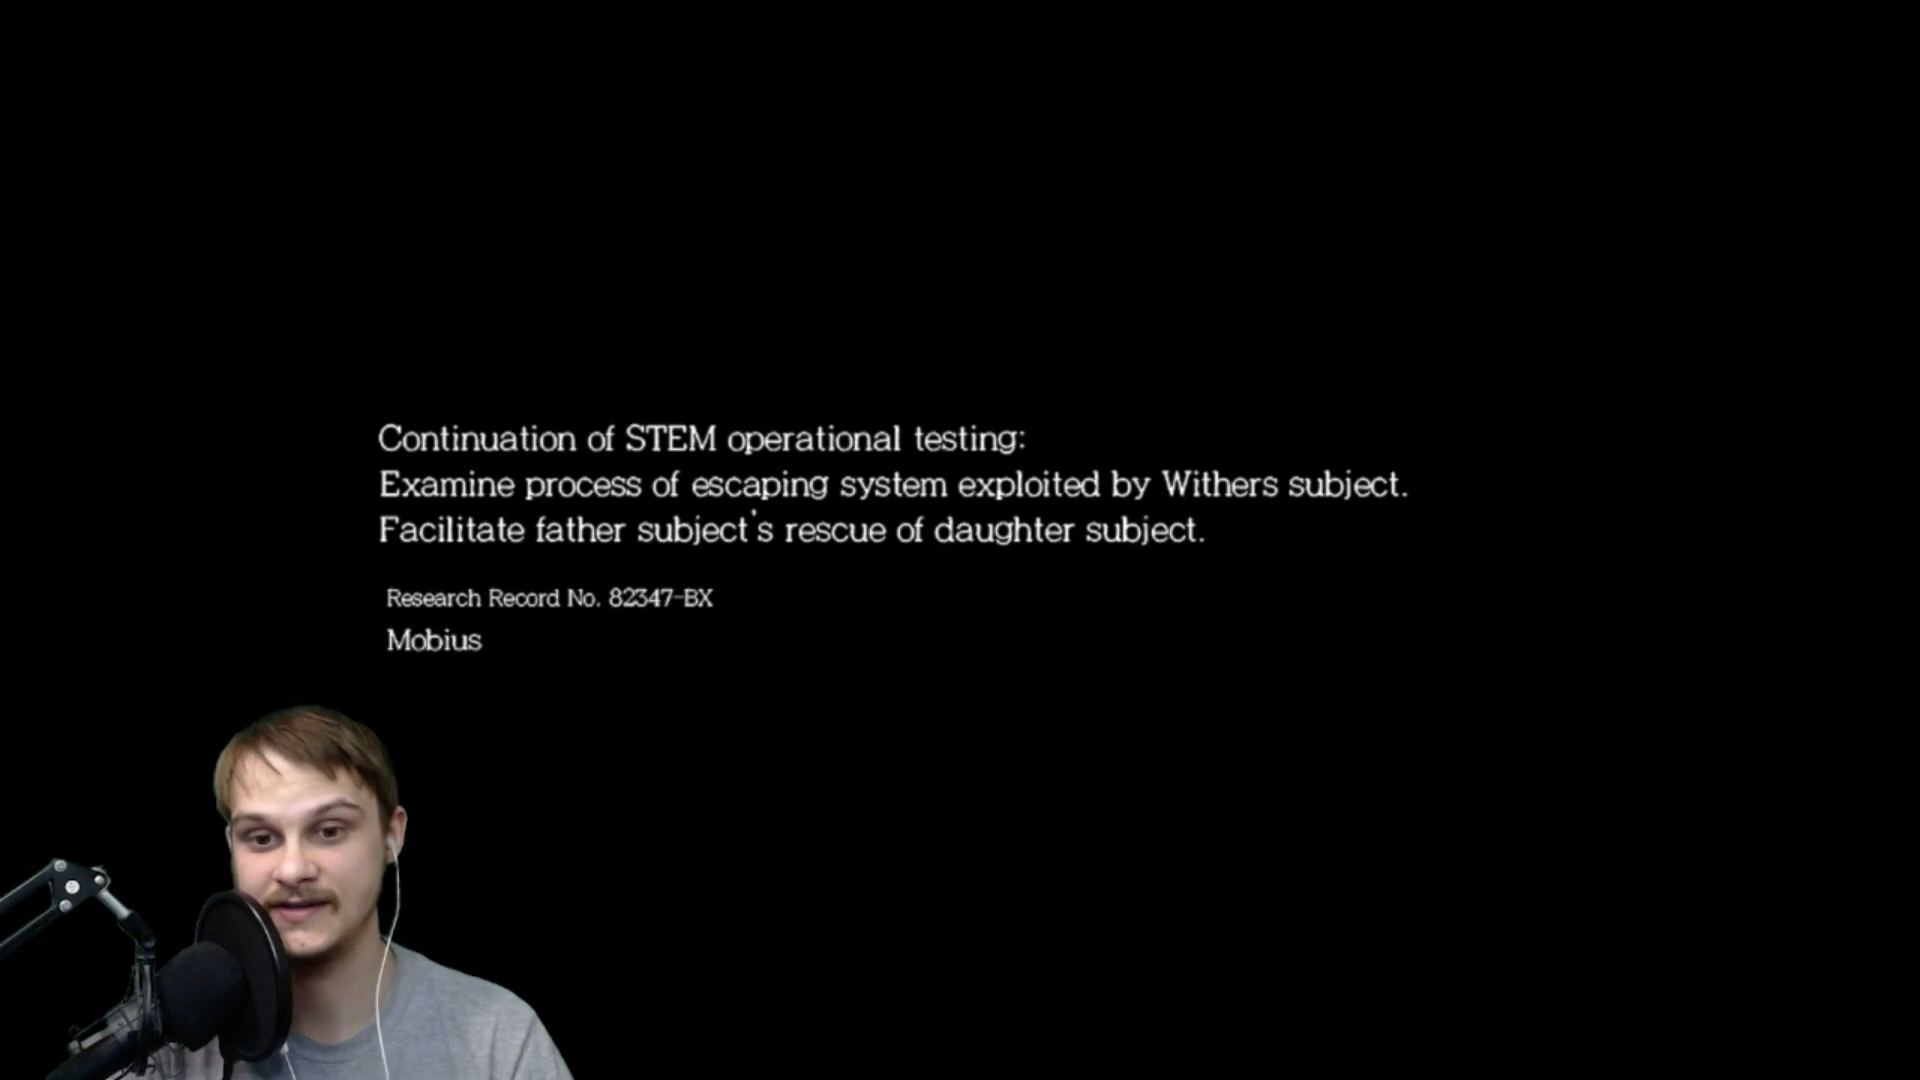 Continuation of STEM operational testing:
Examine process of escaping system exploited by Withers subject.
Facilitate father subject's rescue of daughter subject.
Research Record No. 82347-BX
Mobius